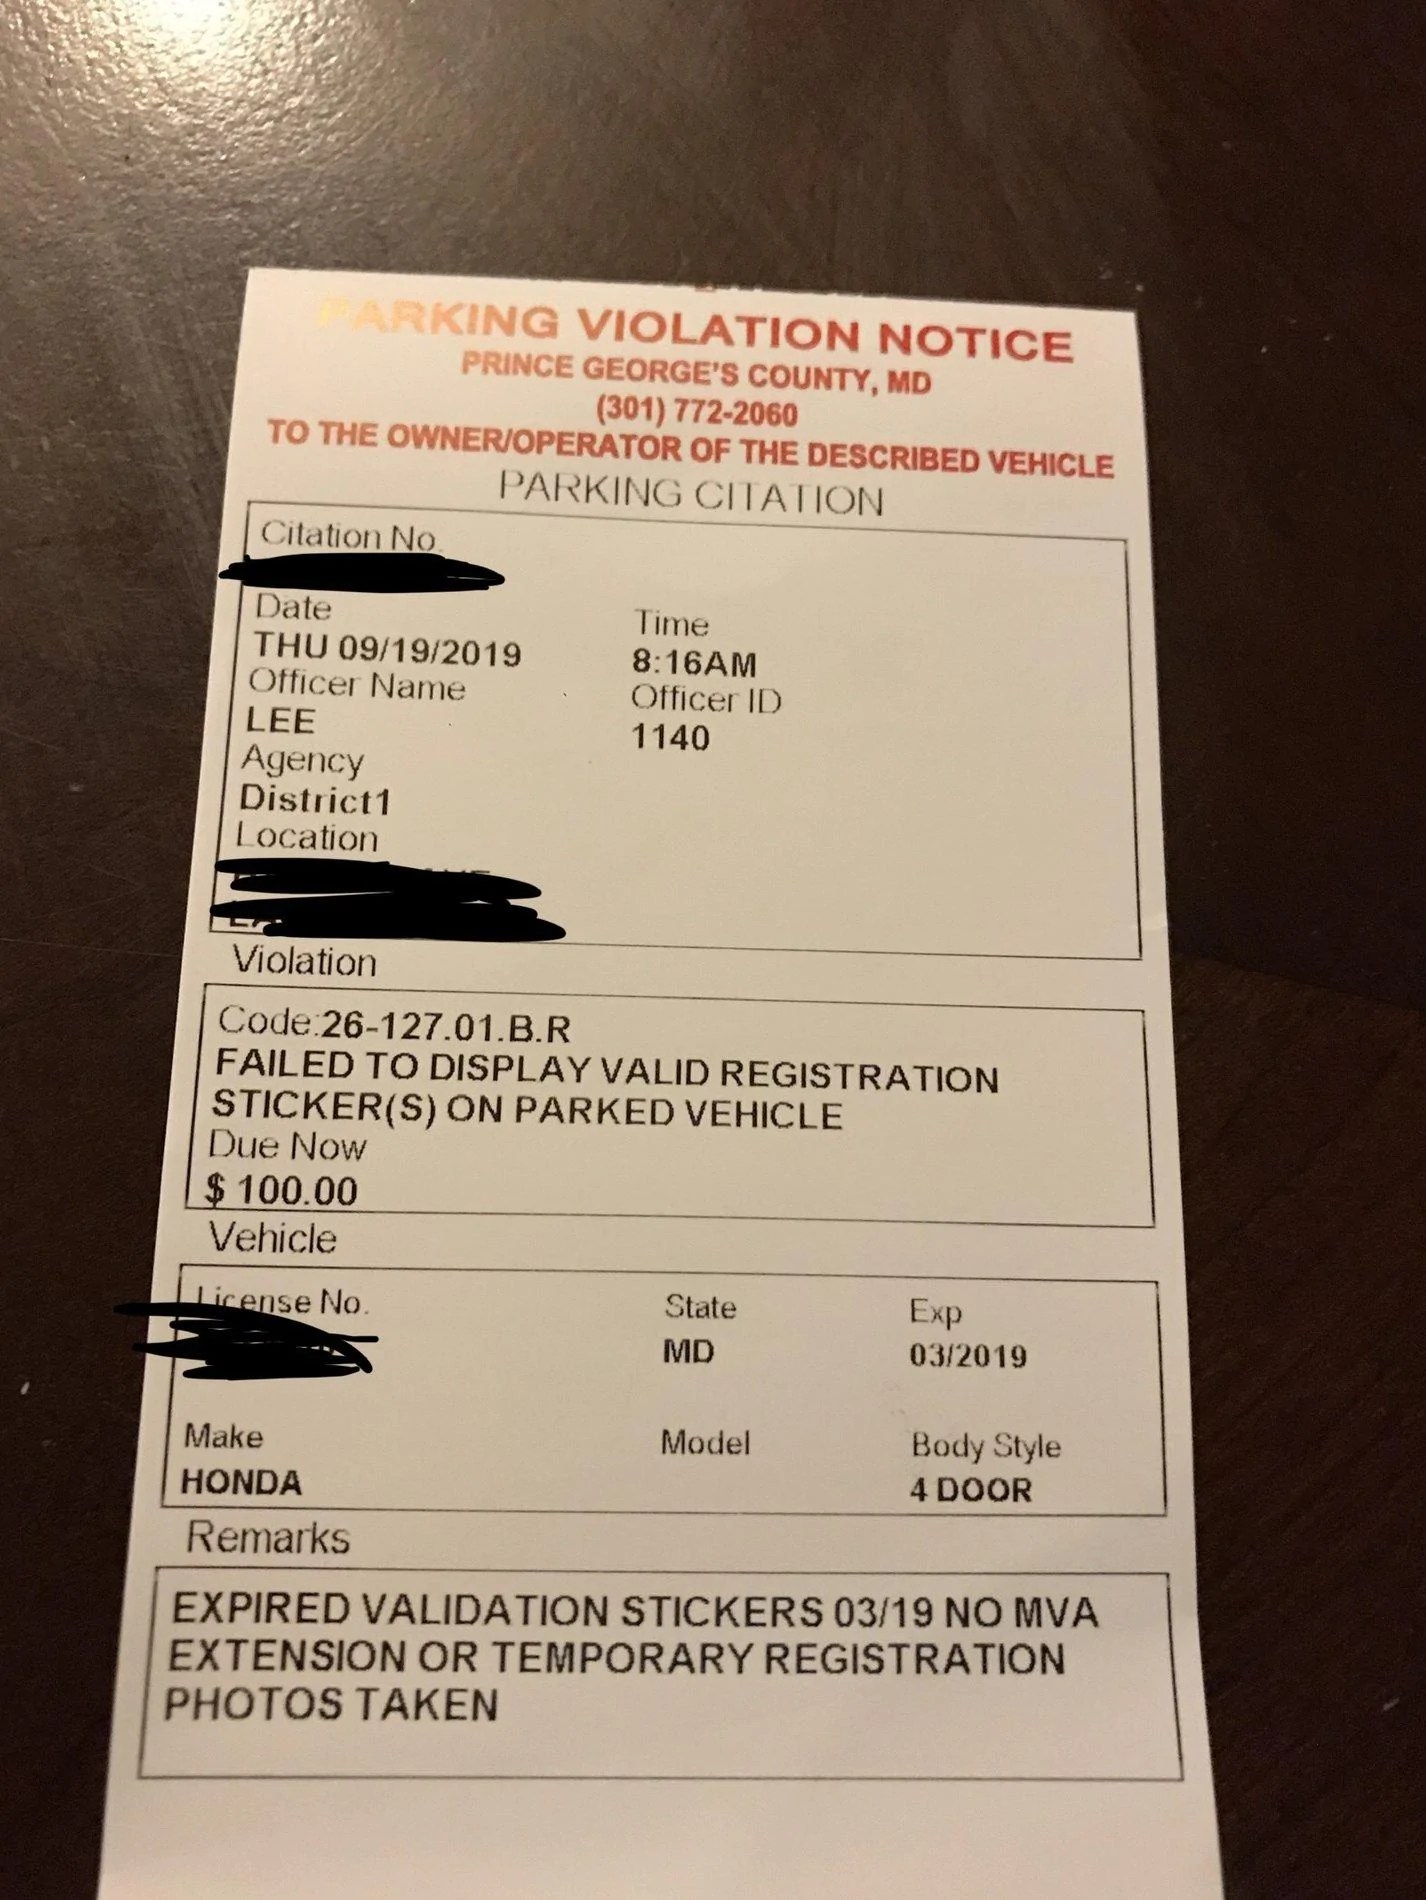 PARKING VIOLATION NOTICE
PRINCE GEORGE'S COUNTY, MD
(301) 772-2060
TO THE OWNER/OPERATOR OF THE DESCRIBED VEHICLE
PARKING CITATION
Citation No.
Date Time
THU 09/19/2019 8:16AM
Officer Name Officer ID
LEE 1140
Agency
District1
Location
Violation
Code:26-127.01.B.R
FAILED TO DISPLAY VALID REGISTRATION
STICKER(S) ON PARKED VEHICLE
Due Now
$ 100.00
Vehicle
License No. State Exp
MD 03/2019
Make Model Body Style
HONDA 4 DOOR
Remarks
EXPIRED VALIDATION STICKERS 03/19 NO MVA
EXTENSION OR TEMPORARY REGISTRATION
PHOTOS TAKEN